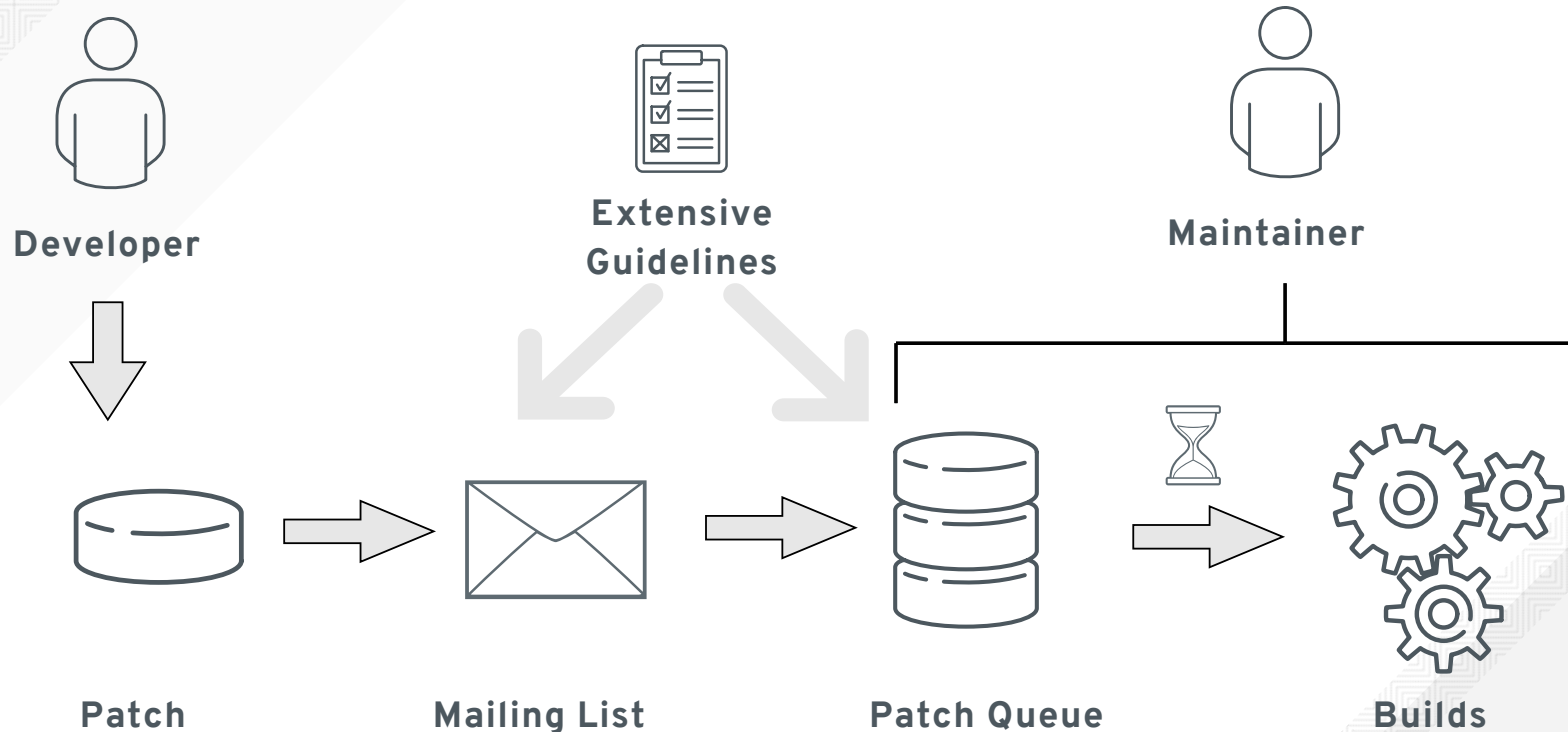 Developer
Extensive
Guidelines
Maintainer
Patch
Mailing List
Patch Queue
Builds